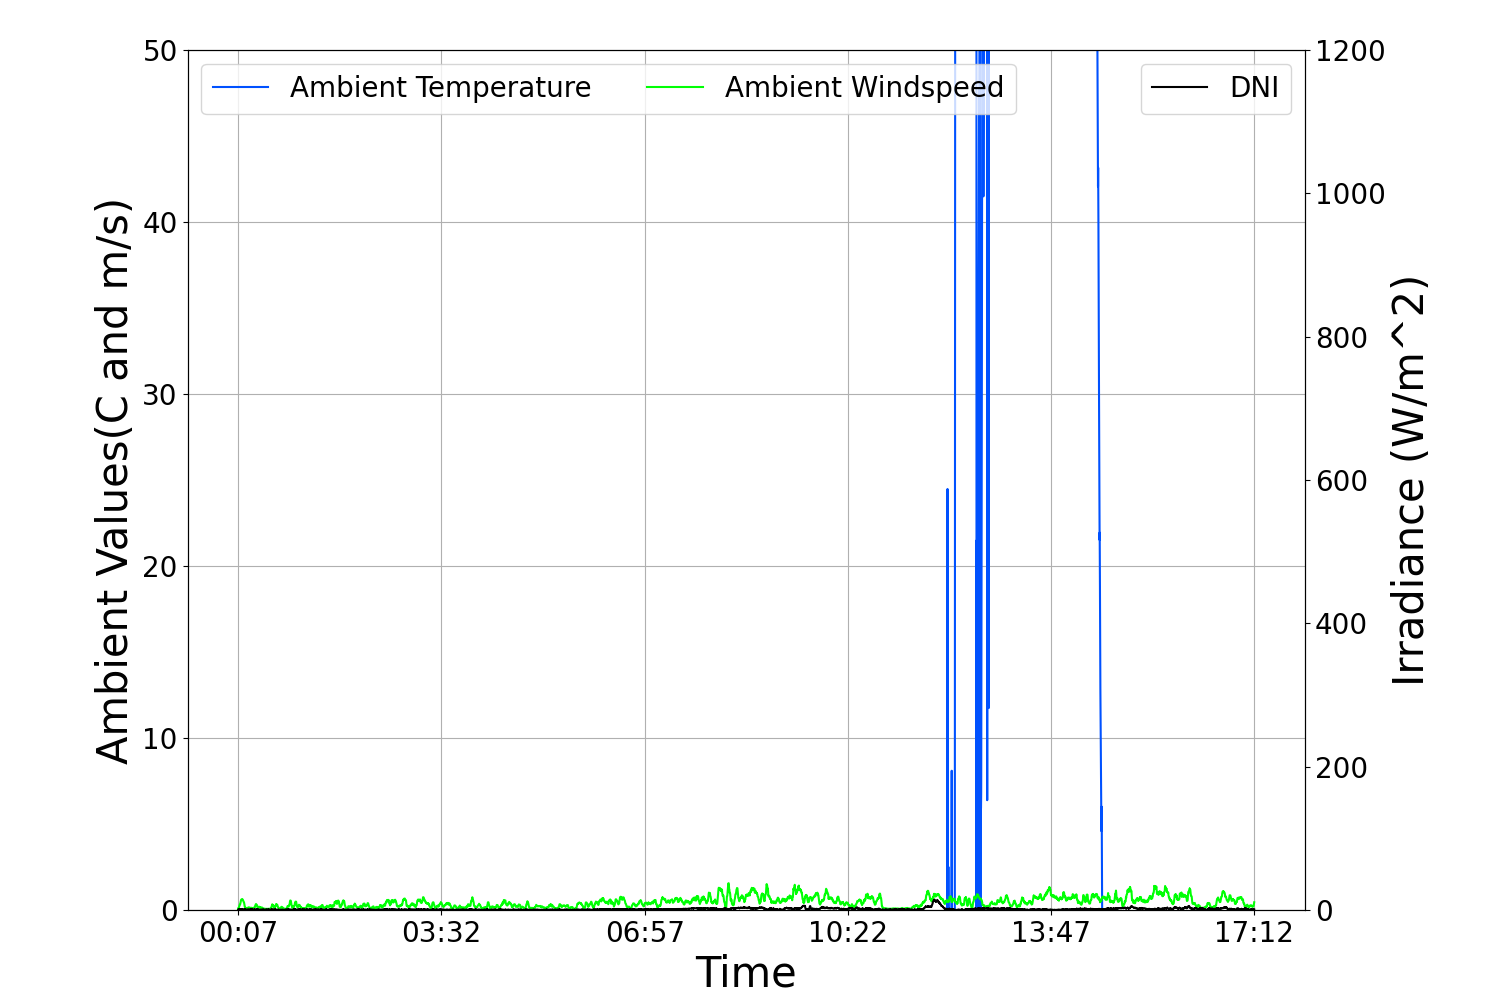 Ambient Temperature
Ambient Windspeed
DNI
Ambient Values(C and m/s)
50
40
30
20
10
0
1200
1000
800
600
400
200
0
Irradiance (W/m^2)
00:07 03:32 06:57 10:22 13:47 17:12
Time